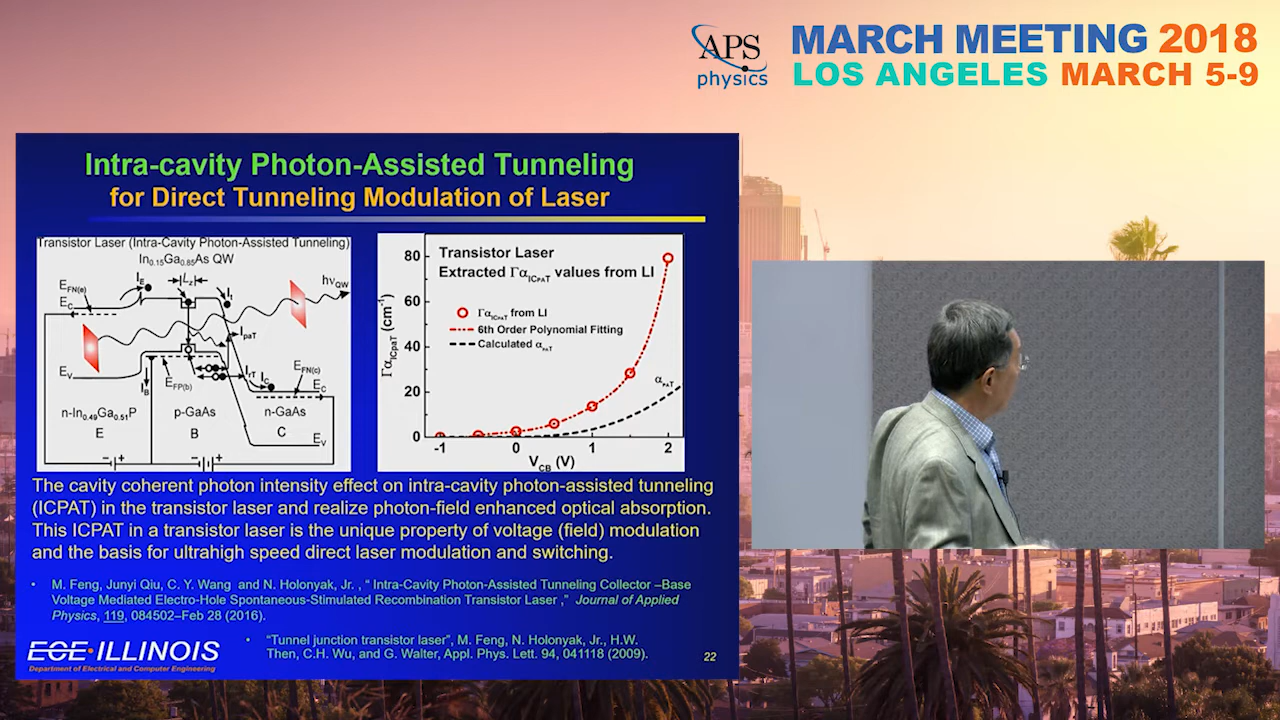 APS
physics
MARCH MEETING 2018
LOS ANGELES MARCH 5-9
Intra-cavity Photon-Assisted Tunneling
for Direct Tunneling Modulation of Laser
Transistor Laser (Intra-Cavity Photon-Assisted Tunneling)
In0.15Ga0.85As QW
EFN(e)
EC
IE
Lz
It
hνQW
IpaT
EV
IB
EFP(b)
IrT
IC
EFN(c)
EC
n-In0.49Ga0.51P
p-GaAs
n-GaAs
E
B
C
EV
− +
− +
Transistor Laser
Extracted ΓαICPAT values from LI
ΓαICPAT from LI
6th Order Polynomial Fitting
Calculated αPAT
αPAT
ΓαICpaT (cm-1)
80
60
40
20
0
-1 0 1 2
VCB (V)
The cavity coherent photon intensity effect on intra-cavity photon-assisted tunneling
(ICPAT) in the transistor laser and realize photon-field enhanced optical absorption.
This ICPAT in a transistor laser is the unique property of voltage (field) modulation
and the basis for ultrahigh speed direct laser modulation and switching.
• M. Feng, Junyi Qiu, C. Y. Wang and N. Holonyak, Jr. , “ Intra-Cavity Photon-Assisted Tunneling Collector –Base
Voltage Mediated Electro-Hole Spontaneous-Stimulated Recombination Transistor Laser ,” Journal of Applied
Physics, 119, 084502–Feb 28 (2016).
• “Tunnel junction transistor laser”, M. Feng, N. Holonyak, Jr., H.W.
Then, C.H. Wu, and G. Walter, Appl. Phys. Lett. 94, 041118 (2009).
ECE ILLINOIS
Department of Electrical and Computer Engineering
22